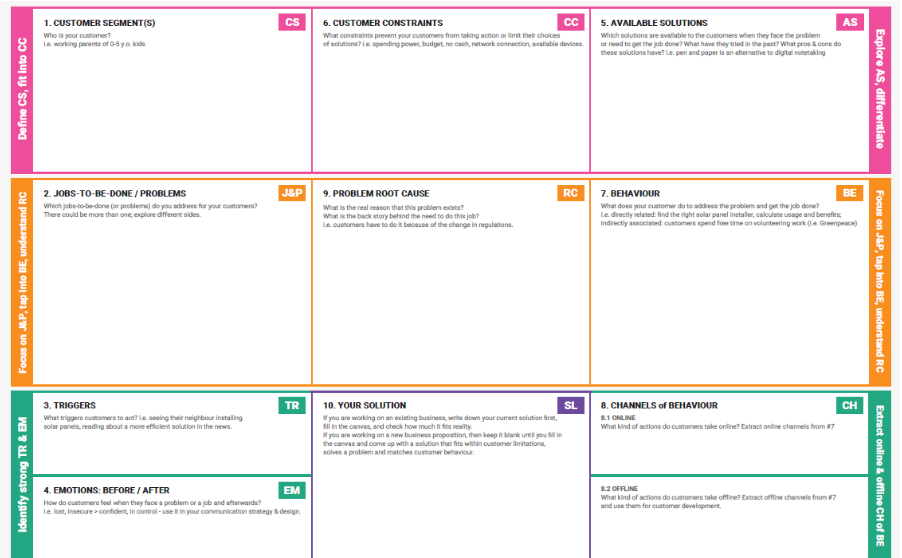 Define CS, fit into CC
1. CUSTOMER SEGMENT(S)
CS
Who is your customer?
i.e. working parents of 0-5 y.o. kids
6. CUSTOMER CONSTRAINTS
CC
What constraints prevent your customers from taking action or limit their choices
of solutions? i.e. spending power, budget, no cash, network connection, available devices.
5. AVAILABLE SOLUTIONS
AS
Which solutions are available to the customers when they face the problem
or need to get the job done? What have they tried in the past? What pros & cons do
these solutions have? i.e. pen and paper is an alternative to digital notetaking
Explore AS, differentiate
Focus on J&P, tap into BE, understand RC
2. JOBS-TO-BE-DONE / PROBLEMS
J&P
Which jobs-to-be-done (or problems) do you address for your customers?
There could be more than one; explore different sides.
9. PROBLEM ROOT CAUSE
RC
What is the real reason that this problem exists?
What is the back story behind the need to do this job?
i.e. customers have to do it because of the change in regulations.
7. BEHAVIOUR
BE
What does your customer do to address the problem and get the job done?
i.e. directly related: find the right solar panel installer, calculate usage and benefits;
indirectly associated: customers spend free time on volunteering work (i.e. Greenpeace)
Focus on J&P, tap into BE, understand RC
Identify strong TR & EM
3. TRIGGERS
TR
What triggers customers to act? i.e. seeing their neighbour installing
solar panels, reading about a more efficient solution in the news.
4. EMOTIONS: BEFORE / AFTER
EM
How do customers feel when they face a problem or a job and afterwards?
i.e. lost, insecure > confident, in control - use it in your communication strategy & design.
10. YOUR SOLUTION
SL
If you are working on an existing business, write down your current solution first,
fill in the canvas, and check how much it fits reality.
If you are working on a new business proposition, then keep it blank until you fill in
the canvas and come up with a solution that fits within customer limitations,
solves a problem and matches customer behaviour.
8. CHANNELS of BEHAVIOUR
CH
8.1 ONLINE
What kind of actions do customers take online? Extract online channels from #7
8.2 OFFLINE
What kind of actions do customers take offline? Extract offline channels from #7
and use them for customer development.
Extract online & offline CH of BE